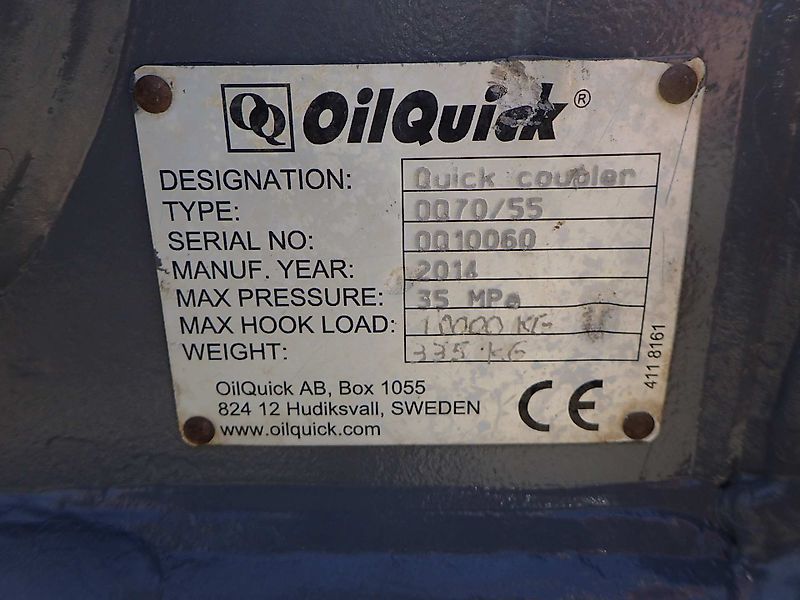 OQ OilQuick®
DESIGNATION: Quick coupler
TYPE: OQ70/55
SERIAL NO: OQ10060
MANUF. YEAR: 2014
MAX PRESSURE: 35 MPa
MAX HOOK LOAD: 10000 KG
WEIGHT: 335 KG
OilQuick AB, Box 1055
824 12 Hudiksvall, SWEDEN
www.oilquick.com
CE
411 8161